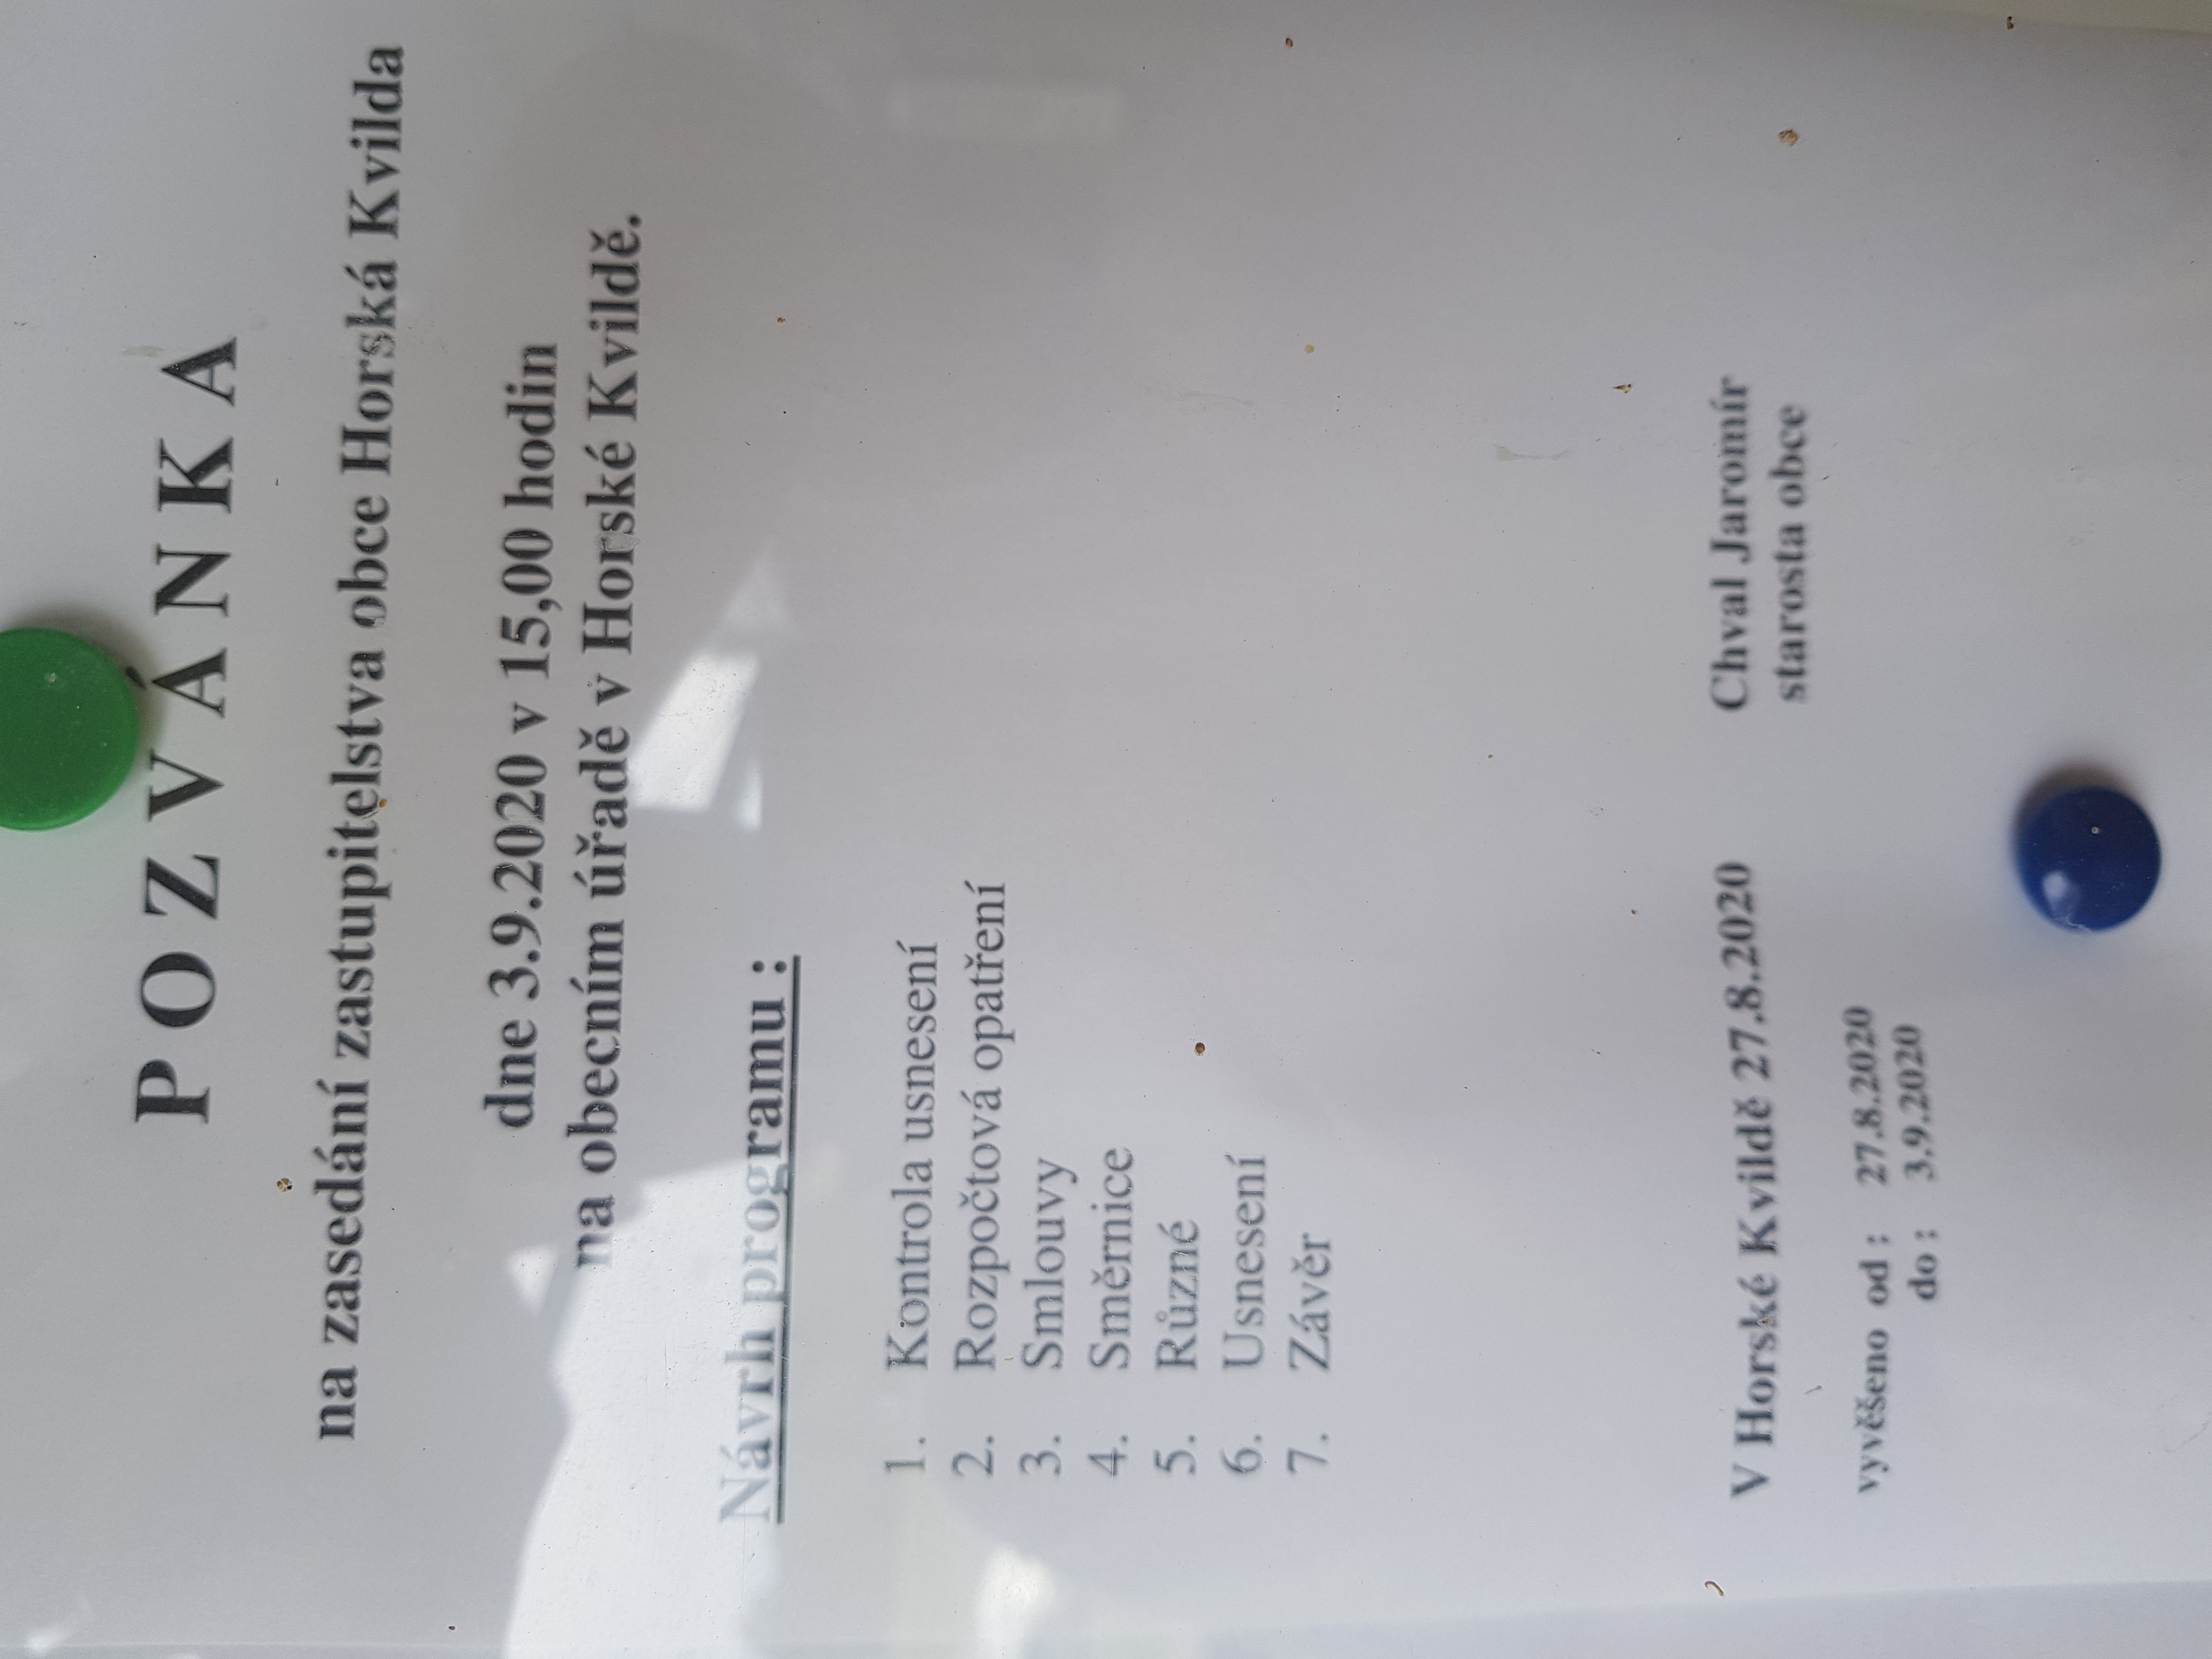 POZVÁNKA
na zasedání zastupitelstva obce Horská Kvilda
dne 3.9.2020 v 15,00 hodin
na obecním úřadě v Horské Kvildě.
Návrh programu :
1. Kontrola usnesení
2. Rozpočtová opatření
3. Smlouvy
4. Směrnice
5. Různé
6. Usnesení
7. Závěr
V Horské Kvildě 27.8.2020 Chval Jaromír
starosta obce
vyvěšeno od : 27.8.2020
do : 3.9.2020